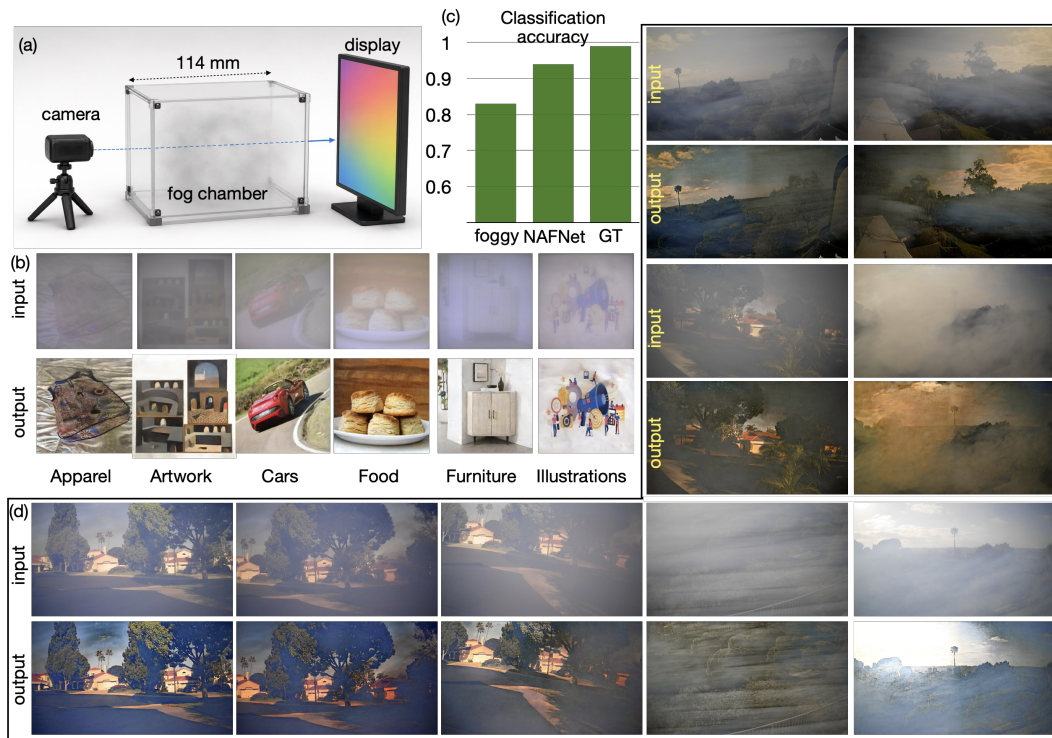 (a)
114 mm
camera
fog chamber
display
(c)
Classification
accuracy
1
0.9
0.8
0.7
0.6
foggy NAFNet GT
(b)
input
output
Apparel Artwork Cars Food Furniture Illustrations
input
output
input
output
(d)
input
output